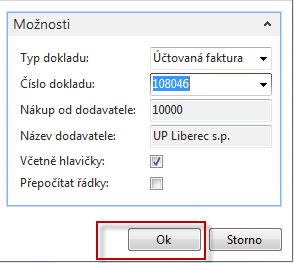 Možnosti
Typ dokladu: Účtovaná faktura
Číslo dokladu: 108046
Nákup od dodavatele: 10000
Název dodavatele: UP Liberec s.p.
Včetně hlavičky:
Přepočítat řádky:
Ok Storno